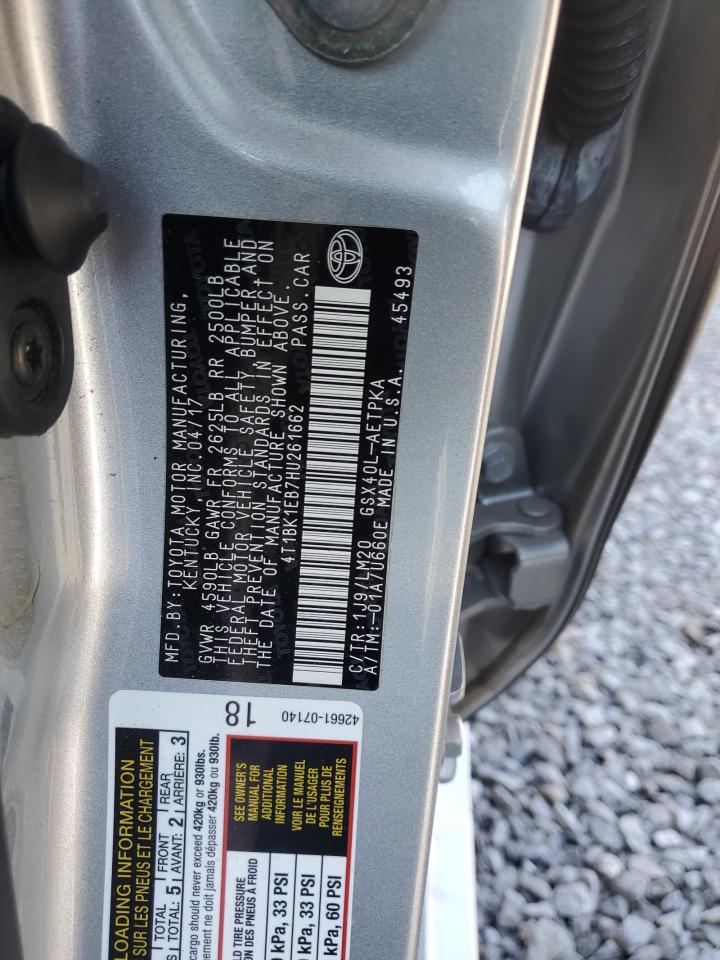 MFD. BY: TOYOTA MOTOR MANUFACTURING,
KENTUCKY, INC. 04/17
GVWR 4590LB GAWR FR 2625LB RR 2500LB
THIS VEHICLE CONFORMS TO ALL APPLICABLE
FEDERAL MOTOR VEHICLE SAFETY, BUMPER, AND
THEFT PREVENTION STANDARDS IN EFFECT ON
THE DATE OF MANUFACTURE SHOWN ABOVE.
4T1BK1EB7HU261662 PASS. CAR
C/TR: 1J9/LM20 GSX40L-AETPKA 45493
A/TM: -01A/U660E MADE IN U.S.A.
LOADING INFORMATION
SUR LES PNEUS ET LE CHARGEMENT
TOTAL 5 FRONT 2 REAR 3
TOTAL: AVANT: ARRIÈRE:
cargo should never exceed 420kg or 930lbs.
ne doit jamais dépasser 420kg ou 930lb.
TIRE PRESSURE
DES PNEUS À FROID
kPa, 33 PSI
kPa, 33 PSI
kPa, 60 PSI
SEE OWNER'S
MANUAL FOR
ADDITIONAL
INFORMATION
VOIR LE MANUEL
DE L'USAGER
POUR PLUS DE
RENSEIGNEMENTS
18
42661-07140